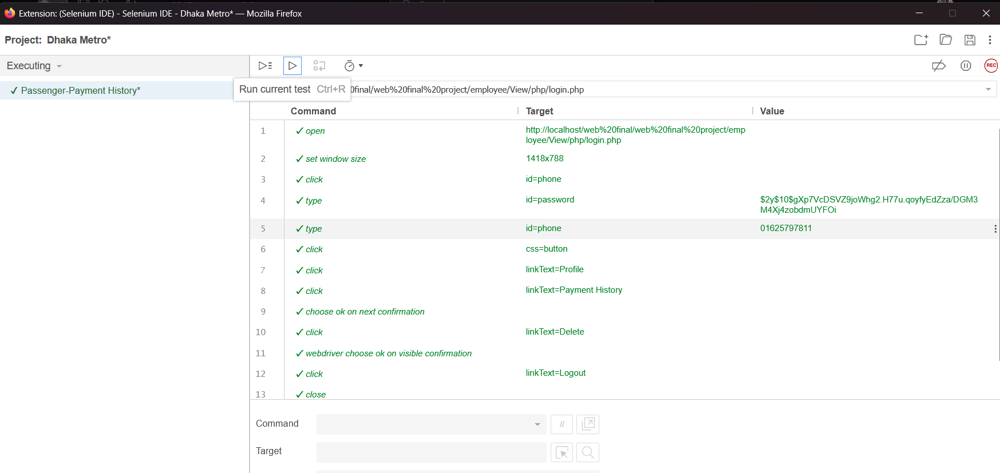 Extension: (Selenium IDE) - Selenium IDE - Dhaka Metro* — Mozilla Firefox
Project: Dhaka Metro*
Executing
REC
✓ Passenger-Payment History*
Run current test Ctrl+R
0final/web%20final%20project/employee/View/php/login.php
Command Target Value
1 ✓ open http://localhost/web%20final/web%20final%20project/emp
loyee/View/php/login.php
2 ✓ set window size 1418x788
3 ✓ click id=phone
4 ✓ type id=password $2y$10$gXp7VcDSVZ9joWhg2.H77u.qoyfyEdZza/DGM3
M4Xj4zobdmUYFOi
5 ✓ type id=phone 01625797811
6 ✓ click css=button
7 ✓ click linkText=Profile
8 ✓ click linkText=Payment History
9 ✓ choose ok on next confirmation
10 ✓ click linkText=Delete
11 ✓ webdriver choose ok on visible confirmation
12 ✓ click linkText=Logout
13 ✓ close
Command //
Target